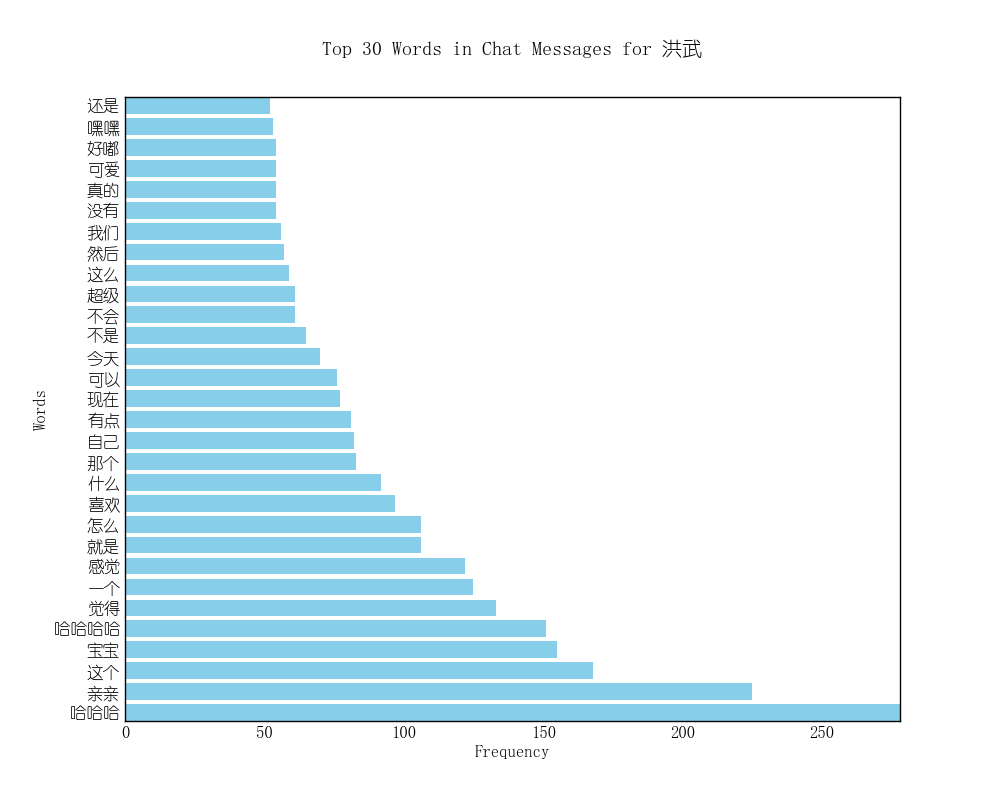 Top 30 Words in Chat Messages for 洪武
还是
嘿嘿
好嘟
可爱
真的
没有
我们
然后
这么
超级
不会
不是
今天
可以
现在
有点
自己
那个
什么
喜欢
怎么
就是
感觉
一个
觉得
哈哈哈哈
宝宝
这个
亲亲
哈哈哈
Words
0 50 100 150 200 250
Frequency